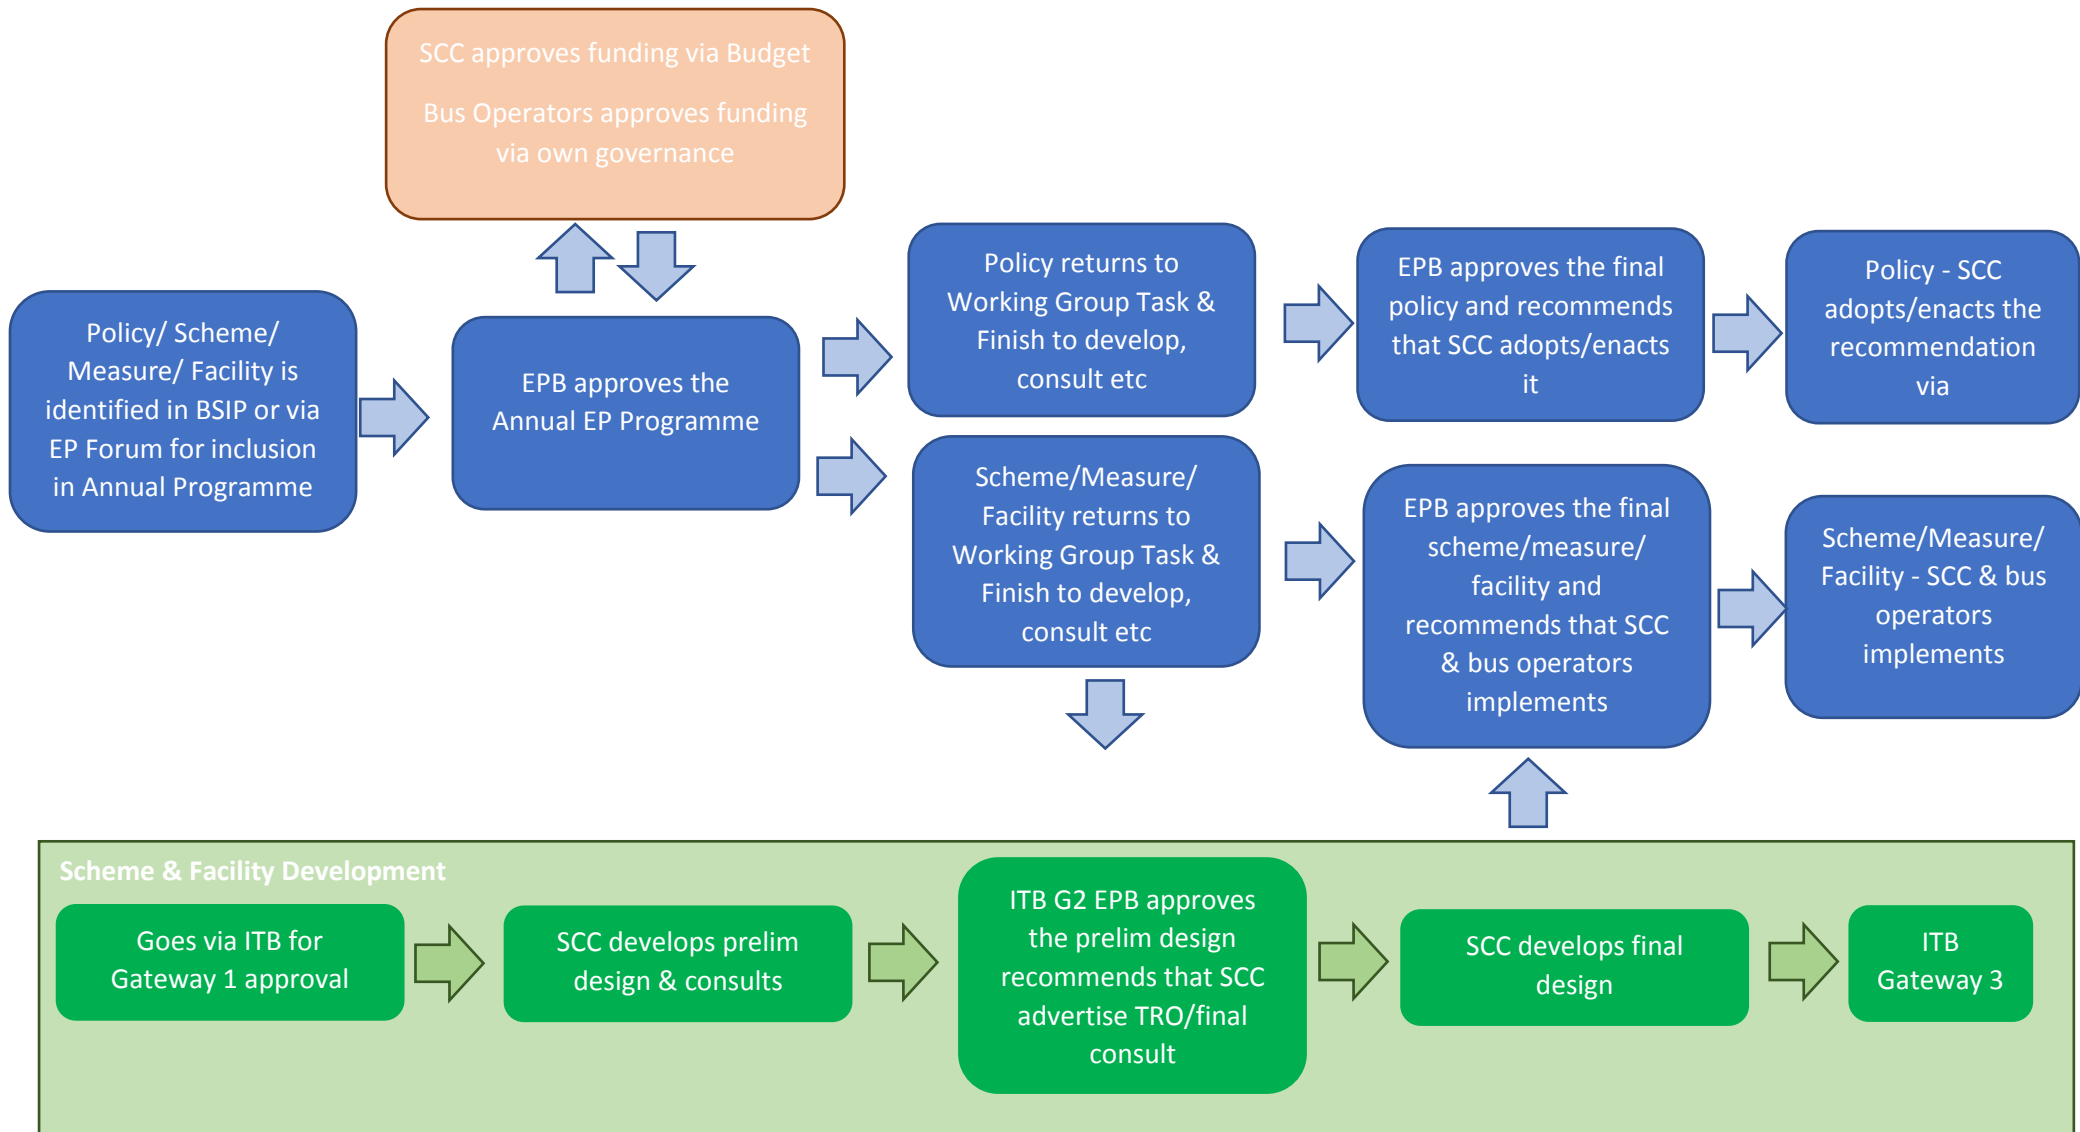 SCC approves funding via Budget
Bus Operators approves funding
via own governance
Policy/ Scheme/
Measure/ Facility is
identified in BSIP or via
EP Forum for inclusion
in Annual Programme
EPB approves the
Annual EP Programme
Policy returns to
Working Group Task &
Finish to develop,
consult etc
EPB approves the final
policy and recommends
that SCC adopts/enacts
it
Policy - SCC
adopts/enacts the
recommendation
via
Scheme/Measure/
Facility returns to
Working Group Task &
Finish to develop,
consult etc
EPB approves the final
scheme/measure/
facility and
recommends that SCC
& bus operators
implements
Scheme/Measure/
Facility - SCC & bus
operators
implements
Scheme & Facility Development
Goes via ITB for
Gateway 1 approval
SCC develops prelim
design & consults
ITB G2 EPB approves
the prelim design
recommends that SCC
advertise TRO/final
consult
SCC develops final
design
ITB
Gateway 3